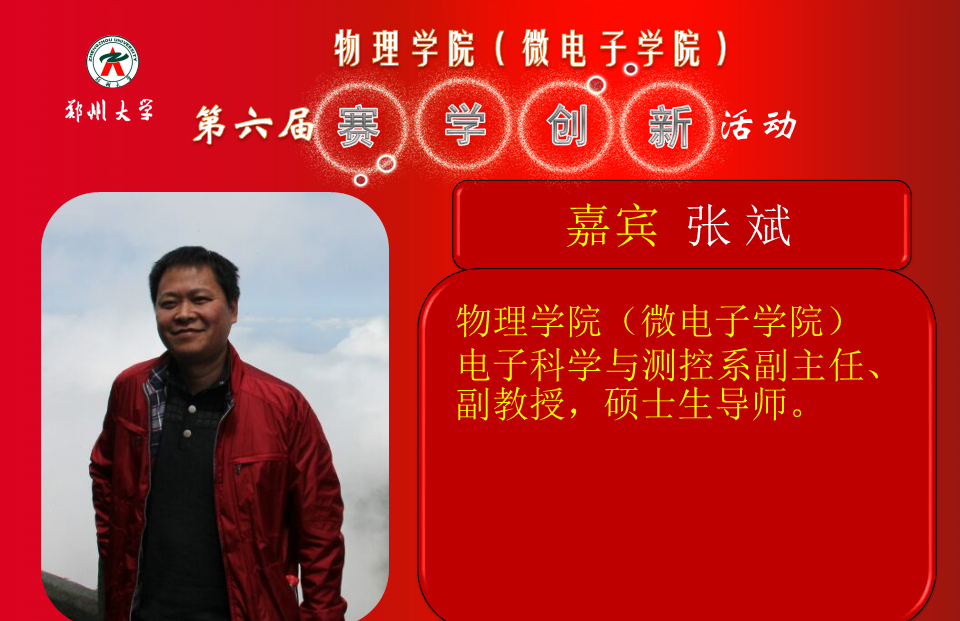 物理学院（微电子学院）
ZHENGZHOU UNIVERSITY
郑州大学
第六届赛学创新活动
嘉宾 张 斌
物理学院（微电子学院）
电子科学与测控系副主任、
副教授，硕士生导师。